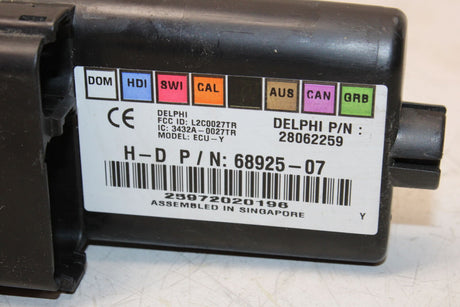 DOM HDI SWI CAL AUS CAN GRB
CE
DELPHI
FCC ID: L2C0027TR
IC: 3432A-0027TR
MODEL: ECU-Y
DELPHI P/N :
28062259
H-D P/N: 68925-07
25972020196
ASSEMBLED IN SINGAPORE
Y